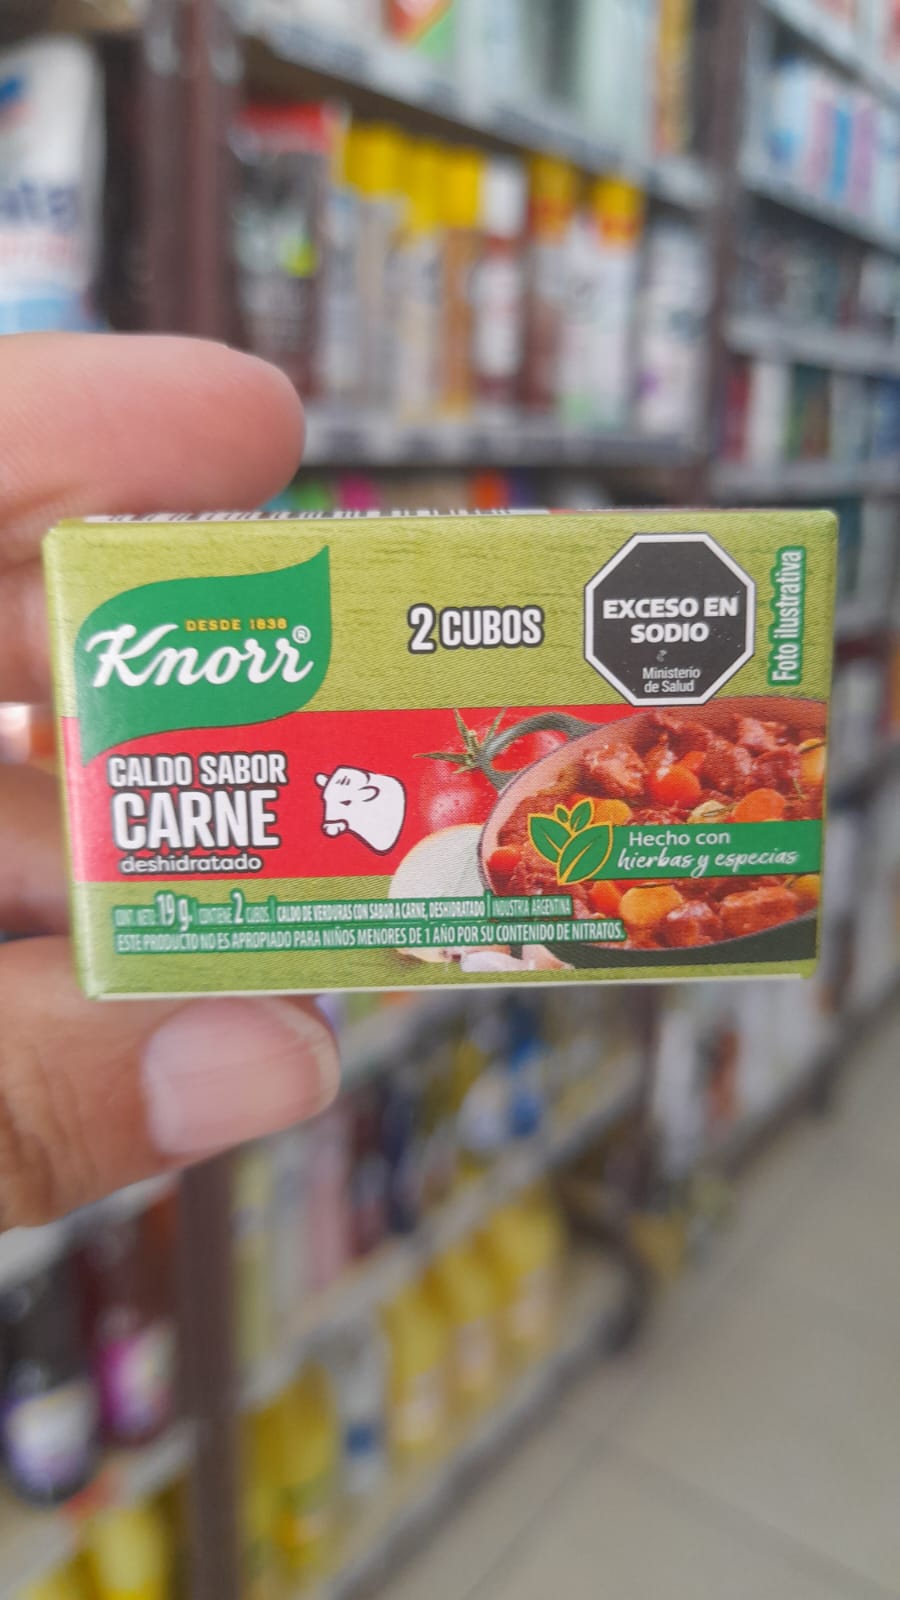 DESDE 1838
Knorr®
2 CUBOS
EXCESO EN
SODIO
Ministerio
de Salud
Foto ilustrativa
CALDO SABOR
CARNE
deshidratado
Hecho con
hierbas y especias
CONT. NETO 19 g. CONTIENE 2 CUBOS. CALDO DE VERDURAS CON SABOR A CARNE, DESHIDRATADO INDUSTRIA ARGENTINA
ESTE PRODUCTO NO ES APROPIADO PARA NIÑOS MENORES DE 1 AÑO POR SU CONTENIDO DE NITRATOS.